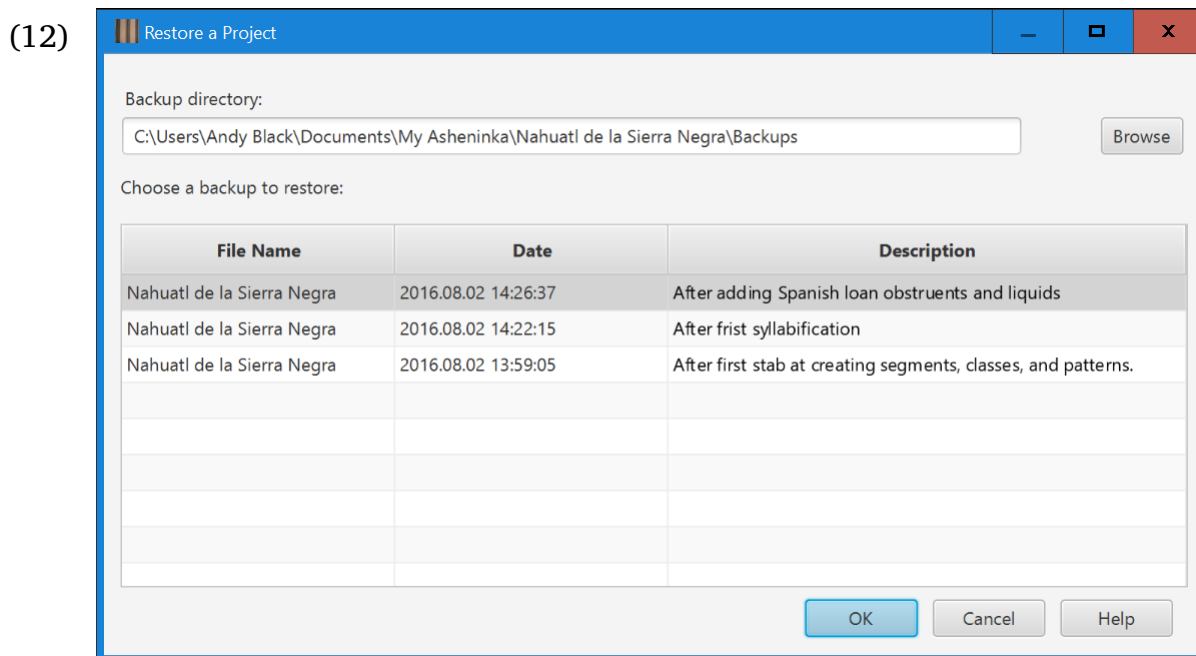 (12)
Restore a Project
Backup directory:
C:\Users\Andy Black\Documents\My Asheninka\Nahuatl de la Sierra Negra\Backups
Browse
Choose a backup to restore:
File Name Date Description
Nahuatl de la Sierra Negra 2016.08.02 14:26:37 After adding Spanish loan obstruents and liquids
Nahuatl de la Sierra Negra 2016.08.02 14:22:15 After frist syllabification
Nahuatl de la Sierra Negra 2016.08.02 13:59:05 After first stab at creating segments, classes, and patterns.
OK Cancel Help